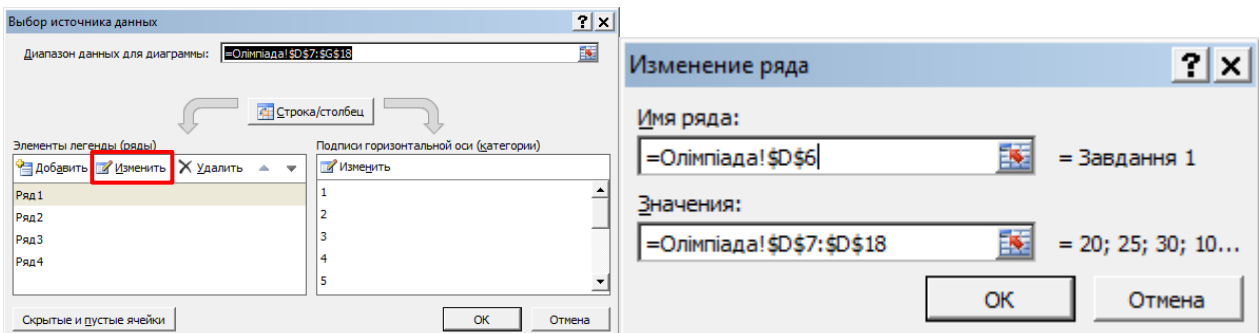 Выбор источника данных
Диапазон данных для диаграммы: =Олімпіада!$D$7:$G$18
Строка/столбец
Элементы легенды (ряды)
Добавить Изменить Удалить
Ряд1
Ряд2
Ряд3
Ряд4
Подписи горизонтальной оси (категории)
Изменить
1
2
3
4
5
Скрытые и пустые ячейки
ОК Отмена
Изменение ряда
Имя ряда:
=Олімпіада!$D$6 = Завдання 1
Значения:
=Олімпіада!$D$7:$D$18 = 20; 25; 30; 10...
ОК Отмена